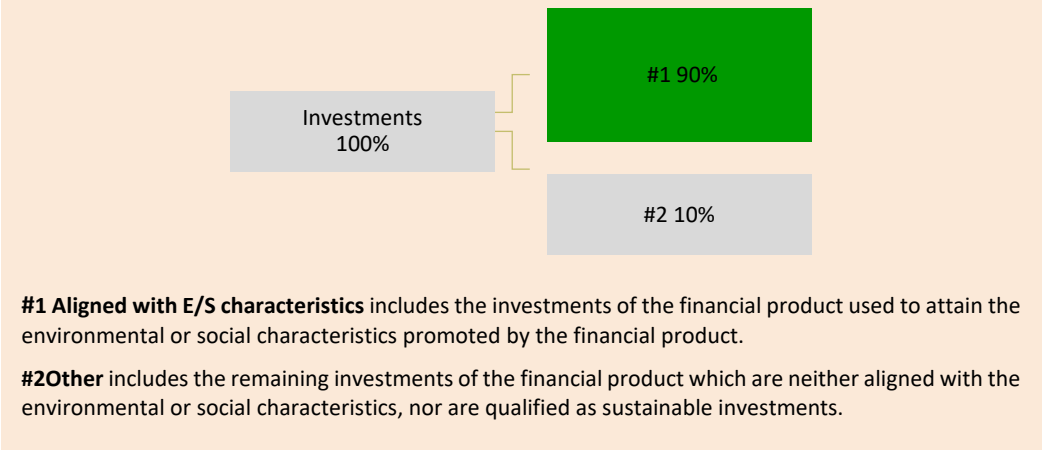 #1 90%
Investments
100%
#2 10%
#1 Aligned with E/S characteristics includes the investments of the financial product used to attain the
environmental or social characteristics promoted by the financial product.
#2Other includes the remaining investments of the financial product which are neither aligned with the
environmental or social characteristics, nor are qualified as sustainable investments.